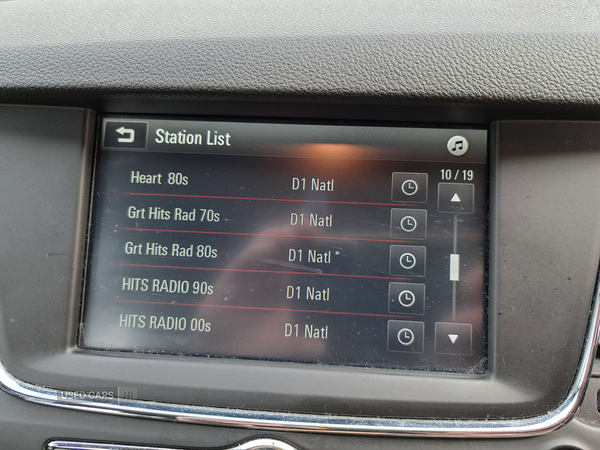 Station List
10 / 19
Heart 80s D1 Natl
Grt Hits Rad 70s D1 Natl
Grt Hits Rad 80s D1 Natl
HITS RADIO 90s D1 Natl
HITS RADIO 00s D1 Natl
USED CARS NI